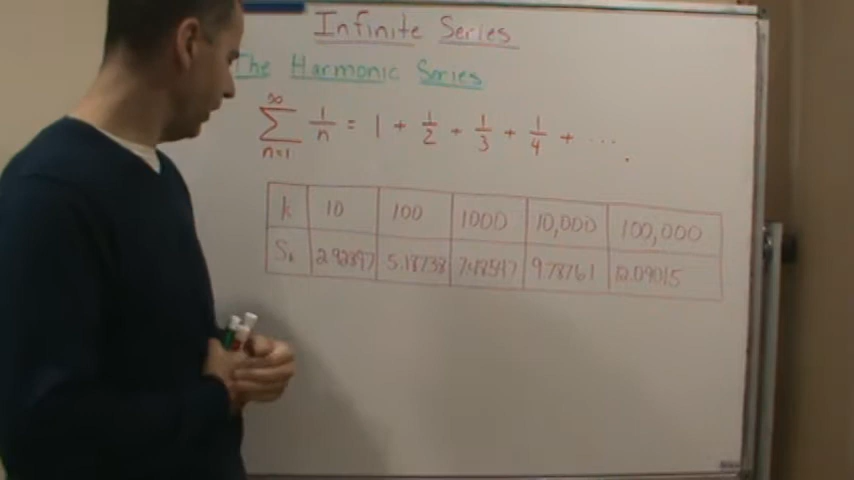 Infinite Series
The Harmonic Series
∞ ∑ n=1 1/n = 1 + 1/2 + 1/3 + 1/4 + ....
k 10 100 1000 10,000 100,000
Sₖ 2.92897 5.18738 7.48547 9.78761 12.09015